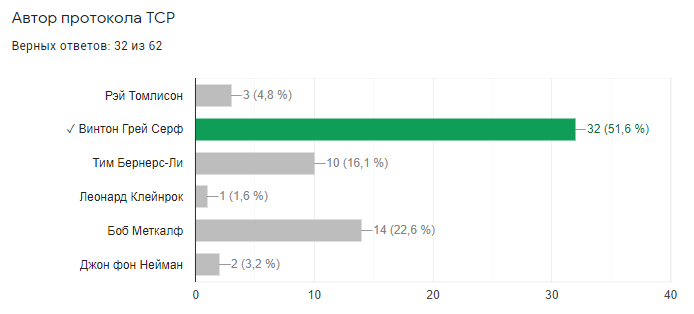 Автор протокола TCP
Верных ответов: 32 из 62
Рэй Томлисон 3 (4,8 %)
✓ Винтон Грей Серф 32 (51,6 %)
Тим Бернерс-Ли 10 (16,1 %)
Леонард Клейнрок 1 (1,6 %)
Боб Меткалф 14 (22,6 %)
Джон фон Нейман 2 (3,2 %)
0 10 20 30 40